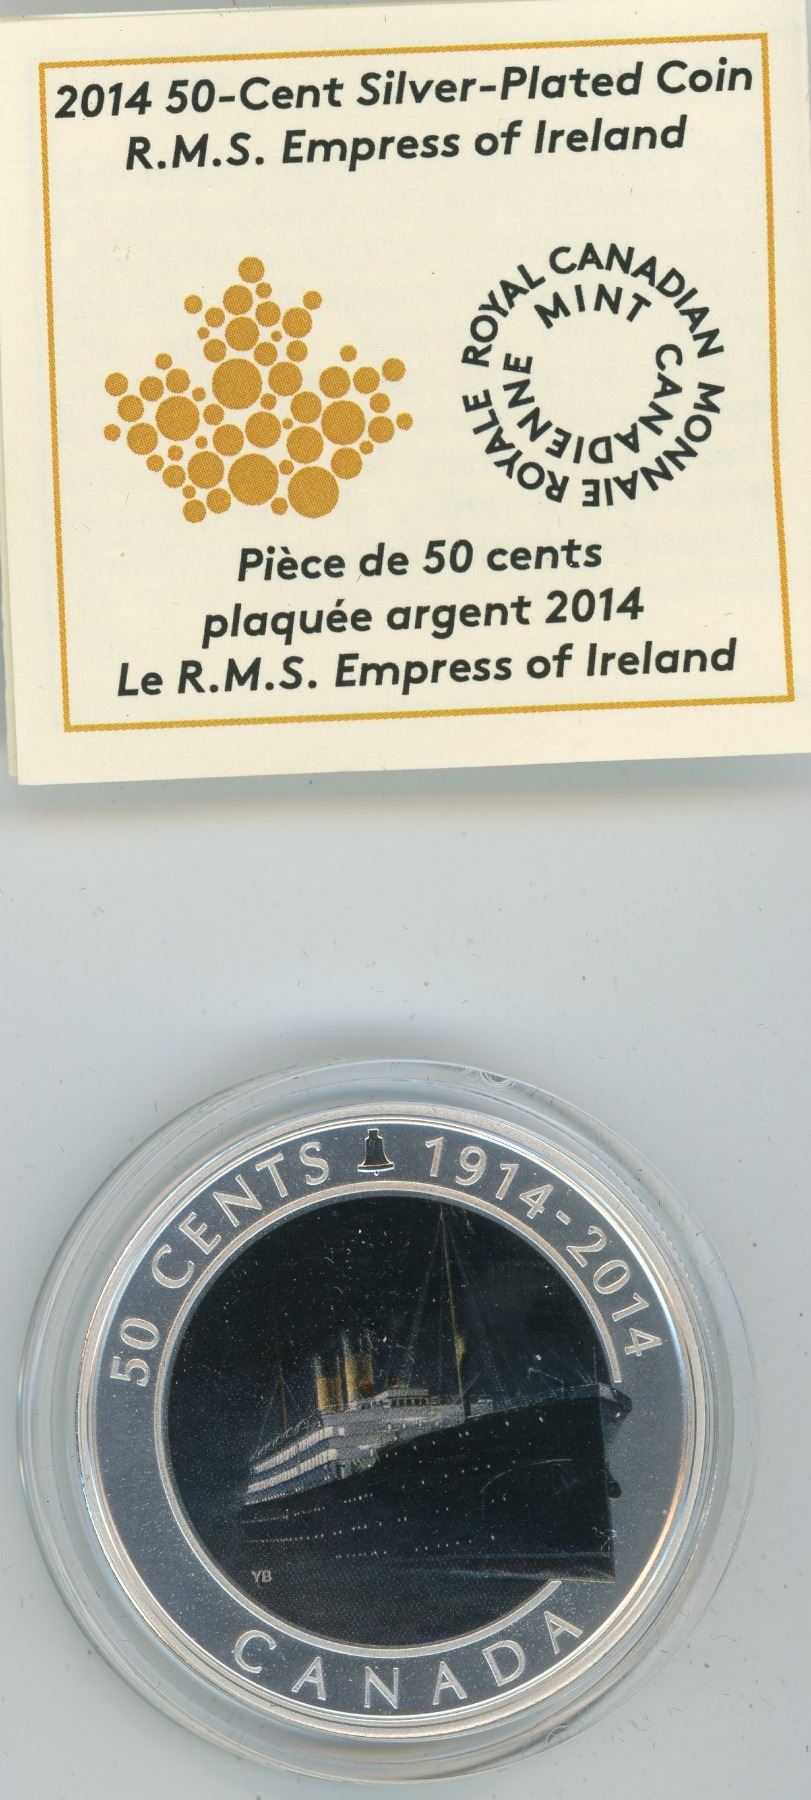 2014 50-Cent Silver-Plated Coin
R.M.S. Empress of Ireland
ROYAL CANADIAN MINT
MONNAIE ROYALE CANADIENNE
Pièce de 50 cents
plaquée argent 2014
Le R.M.S. Empress of Ireland
50 CENTS 1914-2014
YB
CANADA